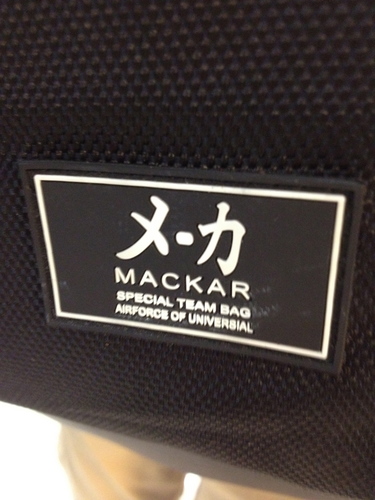 メ-カ
MACKAR
SPECIAL TEAM BAG
AIRFORCE OF UNIVERSIAL